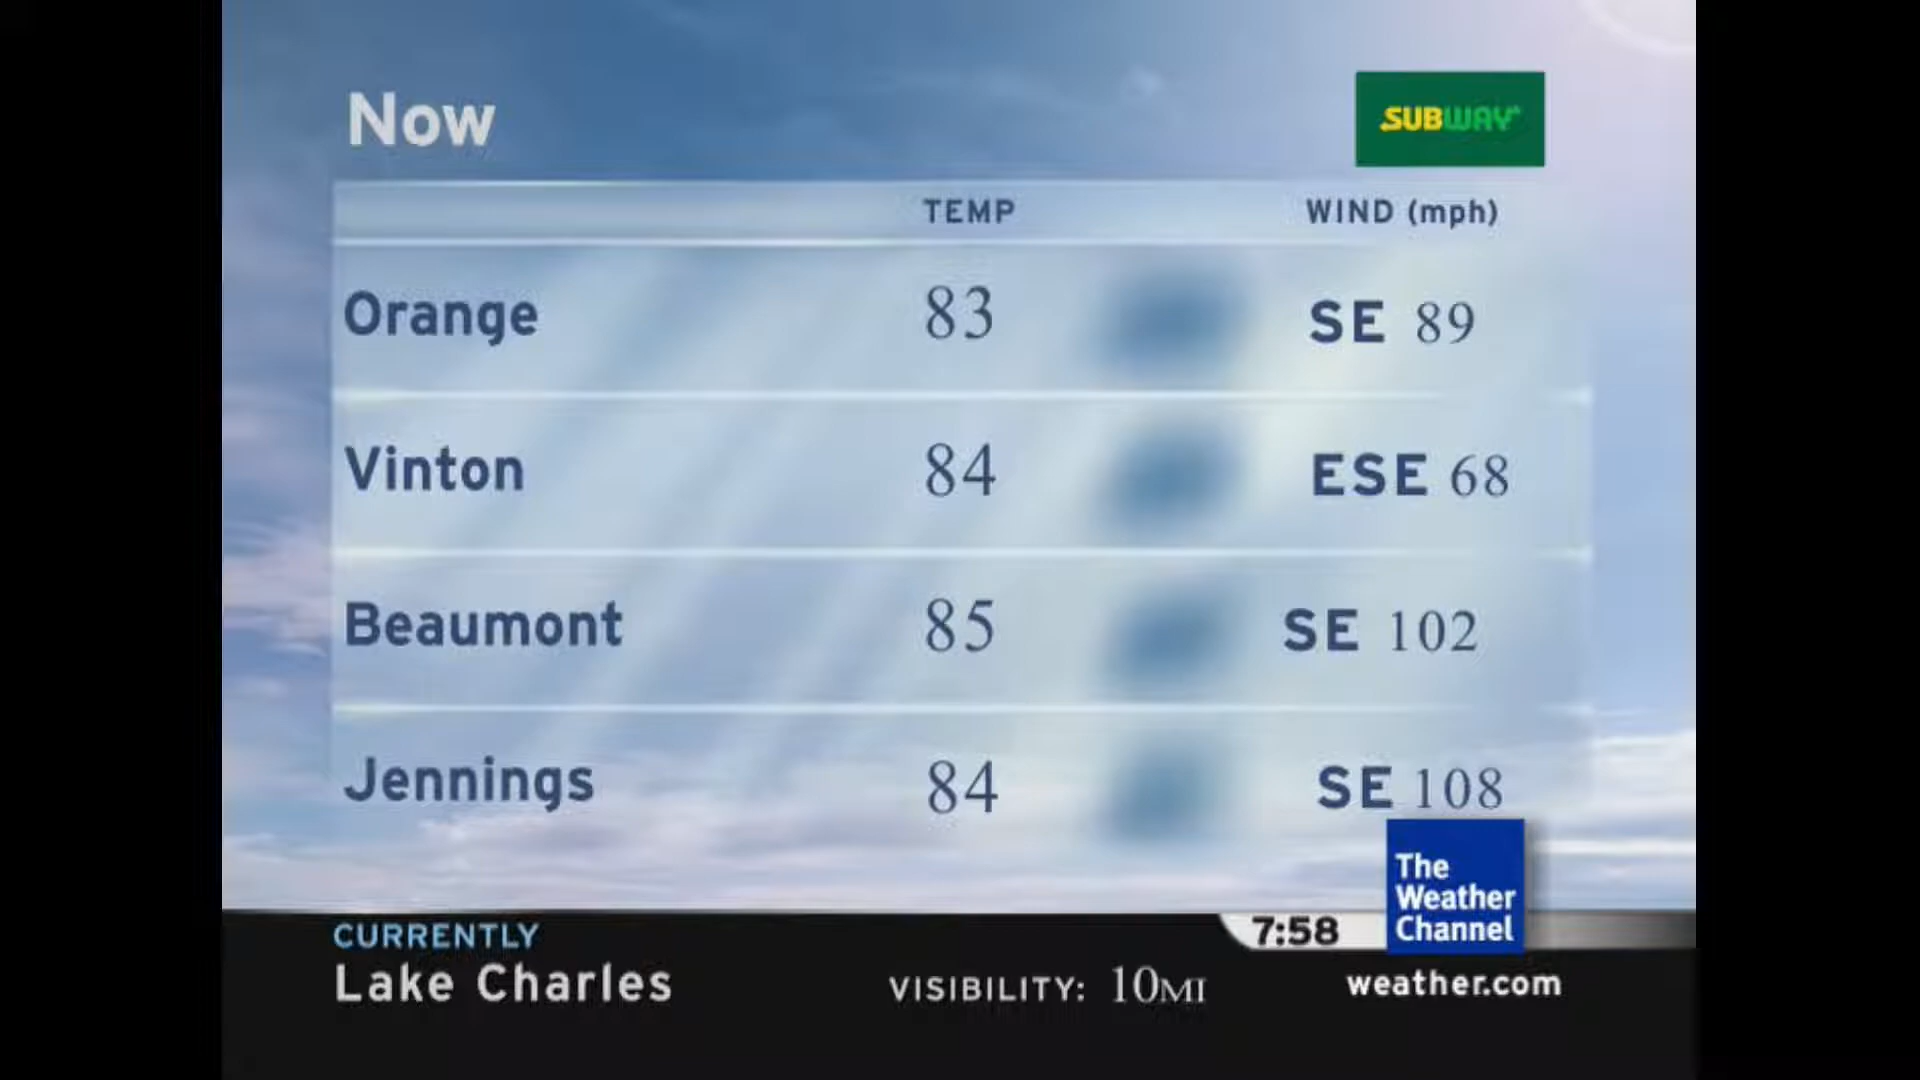 Now
SUBWAY
TEMP WIND (mph)
Orange 83 SE 89
Vinton 84 ESE 68
Beaumont 85 SE 102
Jennings 84 SE 108
The
Weather
Channel
CURRENTLY 7:58
Lake Charles VISIBILITY: 10MI weather.com